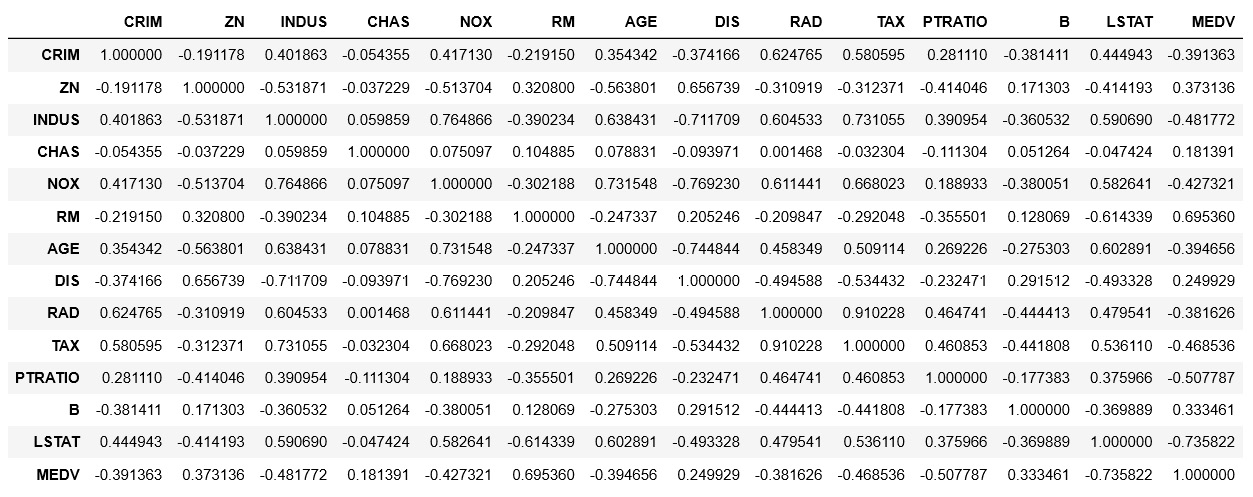 CRIM ZN INDUS CHAS NOX RM AGE DIS RAD TAX PTRATIO B LSTAT MEDV
CRIM 1.000000 -0.191178 0.401863 -0.054355 0.417130 -0.219150 0.354342 -0.374166 0.624765 0.580595 0.281110 -0.381411 0.444943 -0.391363
ZN -0.191178 1.000000 -0.531871 -0.037229 -0.513704 0.320800 -0.563801 0.656739 -0.310919 -0.312371 -0.414046 0.171303 -0.414193 0.373136
INDUS 0.401863 -0.531871 1.000000 0.059859 0.764866 -0.390234 0.638431 -0.711709 0.604533 0.731055 0.390954 -0.360532 0.590690 -0.481772
CHAS -0.054355 -0.037229 0.059859 1.000000 0.075097 0.104885 0.078831 -0.093971 0.001468 -0.032304 -0.111304 0.051264 -0.047424 0.181391
NOX 0.417130 -0.513704 0.764866 0.075097 1.000000 -0.302188 0.731548 -0.769230 0.611441 0.668023 0.188933 -0.380051 0.582641 -0.427321
RM -0.219150 0.320800 -0.390234 0.104885 -0.302188 1.000000 -0.247337 0.205246 -0.209847 -0.292048 -0.355501 0.128069 -0.614339 0.695360
AGE 0.354342 -0.563801 0.638431 0.078831 0.731548 -0.247337 1.000000 -0.744844 0.458349 0.509114 0.269226 -0.275303 0.602891 -0.394656
DIS -0.374166 0.656739 -0.711709 -0.093971 -0.769230 0.205246 -0.744844 1.000000 -0.494588 -0.534432 -0.232471 0.291512 -0.493328 0.249929
RAD 0.624765 -0.310919 0.604533 0.001468 0.611441 -0.209847 0.458349 -0.494588 1.000000 0.910228 0.464741 -0.444413 0.479541 -0.381626
TAX 0.580595 -0.312371 0.731055 -0.032304 0.668023 -0.292048 0.509114 -0.534432 0.910228 1.000000 0.460853 -0.441808 0.536110 -0.468536
PTRATIO 0.281110 -0.414046 0.390954 -0.111304 0.188933 -0.355501 0.269226 -0.232471 0.464741 0.460853 1.000000 -0.177383 0.375966 -0.507787
B -0.381411 0.171303 -0.360532 0.051264 -0.380051 0.128069 -0.275303 0.291512 -0.444413 -0.441808 -0.177383 1.000000 -0.369889 0.333461
LSTAT 0.444943 -0.414193 0.590690 -0.047424 0.582641 -0.614339 0.602891 -0.493328 0.479541 0.536110 0.375966 -0.369889 1.000000 -0.735822
MEDV -0.391363 0.373136 -0.481772 0.181391 -0.427321 0.695360 -0.394656 0.249929 -0.381626 -0.468536 -0.507787 0.333461 -0.735822 1.000000